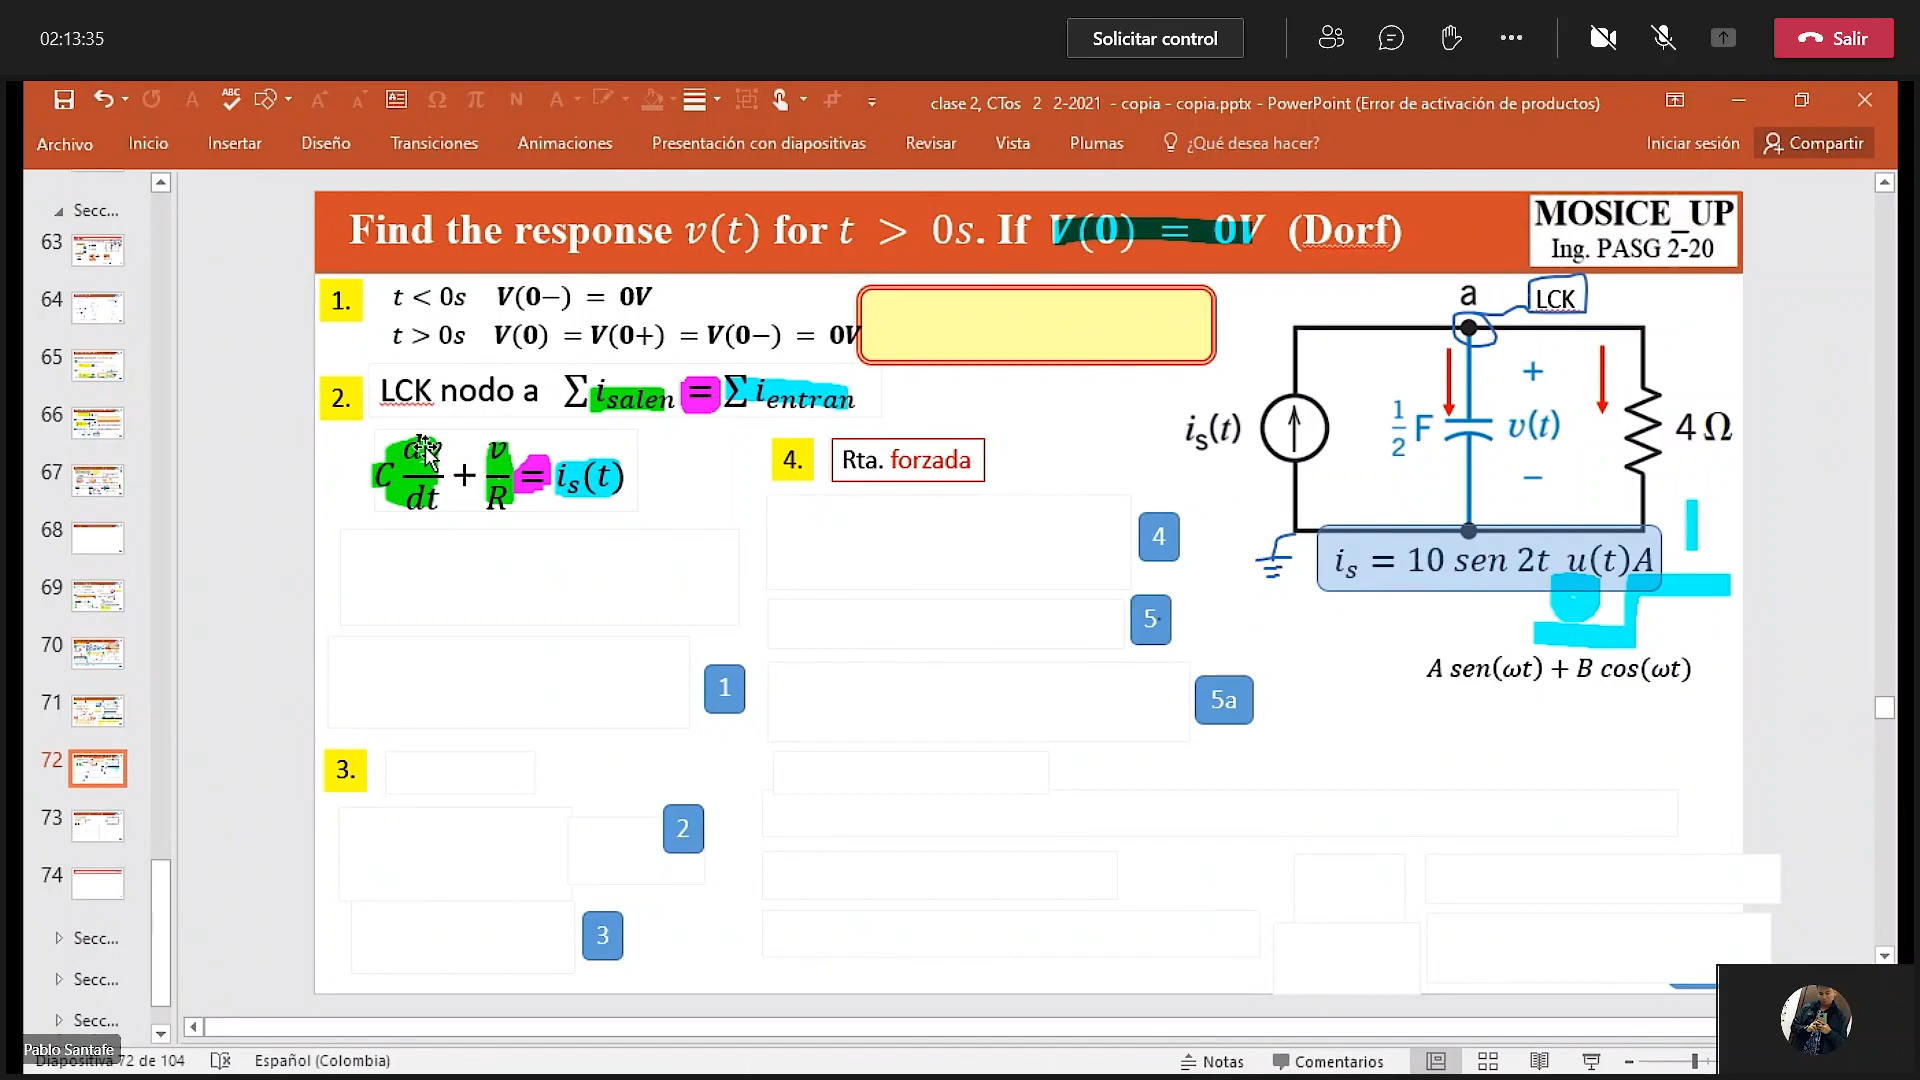 02:13:35
Solicitar control
Salir
clase 2, CTos 2 2-2021 - copia - copia.pptx - PowerPoint (Error de activación de productos)
Archivo Inicio Insertar Diseño Transiciones Animaciones Presentación con diapositivas Revisar Vista Plumas ¿Qué desea hacer? Iniciar sesión Compartir
Secc...
63
64
65
66
67
68
69
70
71
72
73
74
Secc...
Secc...
Secc...
Find the response v(t) for t > 0s. If V(0) = 0V (Dorf)
MOSICE_UP
Ing. PASG 2-20
1.
t < 0s V(0−) = 0V
t > 0s V(0) = V(0+) = V(0−) = 0V
2.
LCK nodo a ∑ i_salen = ∑ i_entran
C dv/dt + v/R = i_s(t)
1
3.
2
3
4.
Rta. forzada
4
5
5a
a
LCK
i_s(t)
1/2 F
+
v(t)
−
4 Ω
i_s = 10 sen 2t u(t)A
A sen(ωt) + B cos(ωt)
Pablo Santafe
Diapositiva 72 de 104
Español (Colombia)
Notas
Comentarios